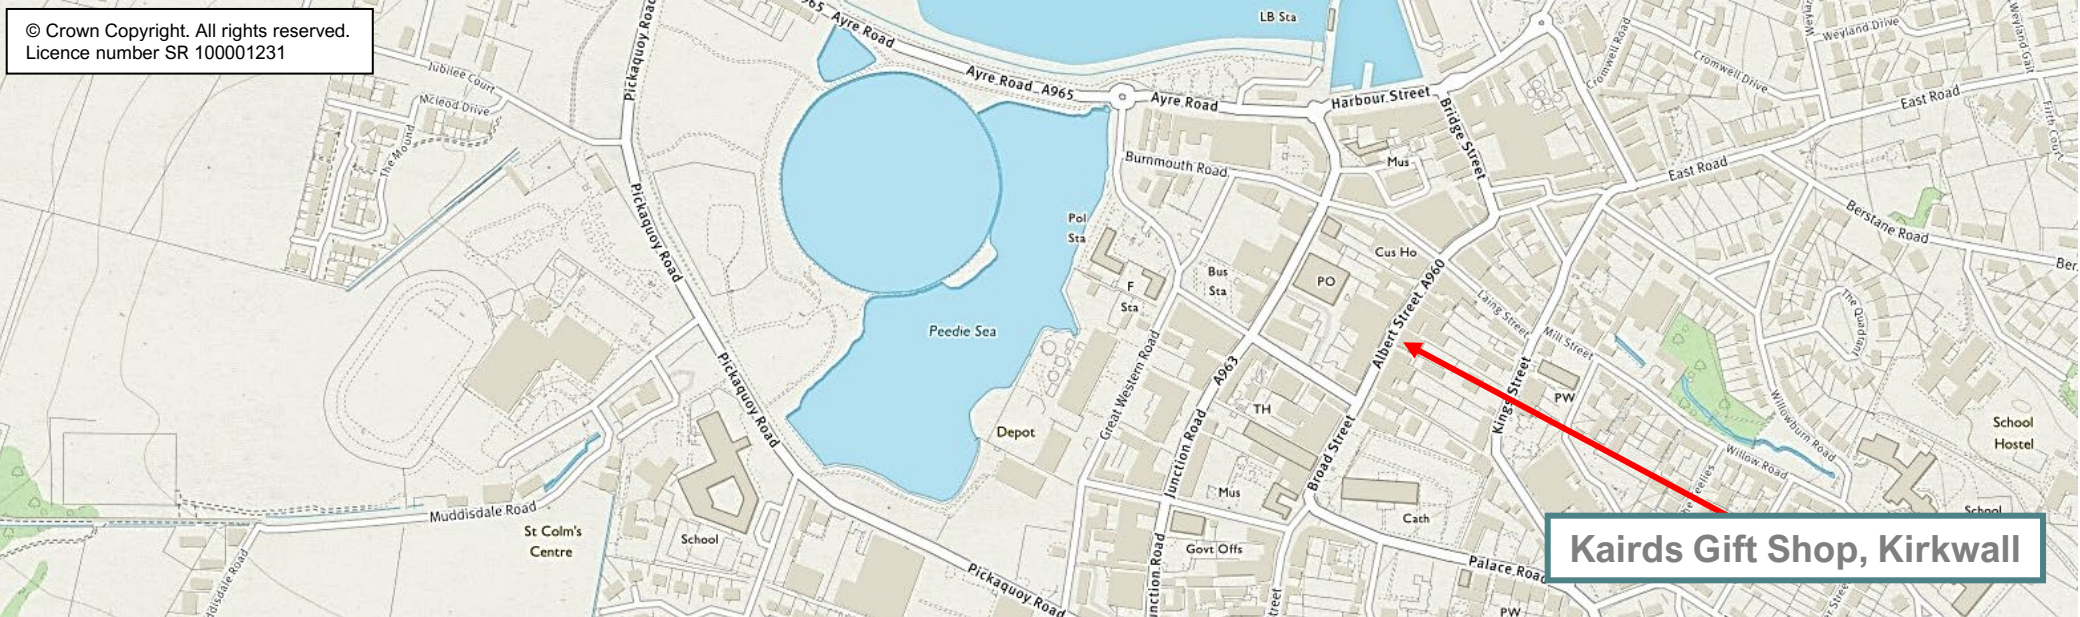 © Crown Copyright. All rights reserved.
Licence number SR 100001231
LB Sta
Pickaquoy Road
Ayre Road
Weyland Drive
Cromwell Road
Cromwell Drive
Jubilee Court
Mcleod Drive
The Mound
Ayre Road A965
Ayre Road
Harbour Street
Bridge Street
East Road
Firth Court
Burnmouth Road
Mus
East Road
Pickaquoy Road
Pol
Sta
Berstane Road
Cus Ho
Bus
Sta
PO
F
Sta
Albert Street A960
Laing Street
Mill Street
The Quadrant
Peedie Sea
Pickaquoy Road
Great Western Road
A963
Junction Road
TH
Kings Street
PW
Willowburn Road
School
Hostel
Depot
Broad Street
Willow Road
Mus
Cath
Muddisdale Road
St Colm's
Centre
School
Govt Offs
School
Palace Road
Pickaquoy Road
PW
Kairds Gift Shop, Kirkwall